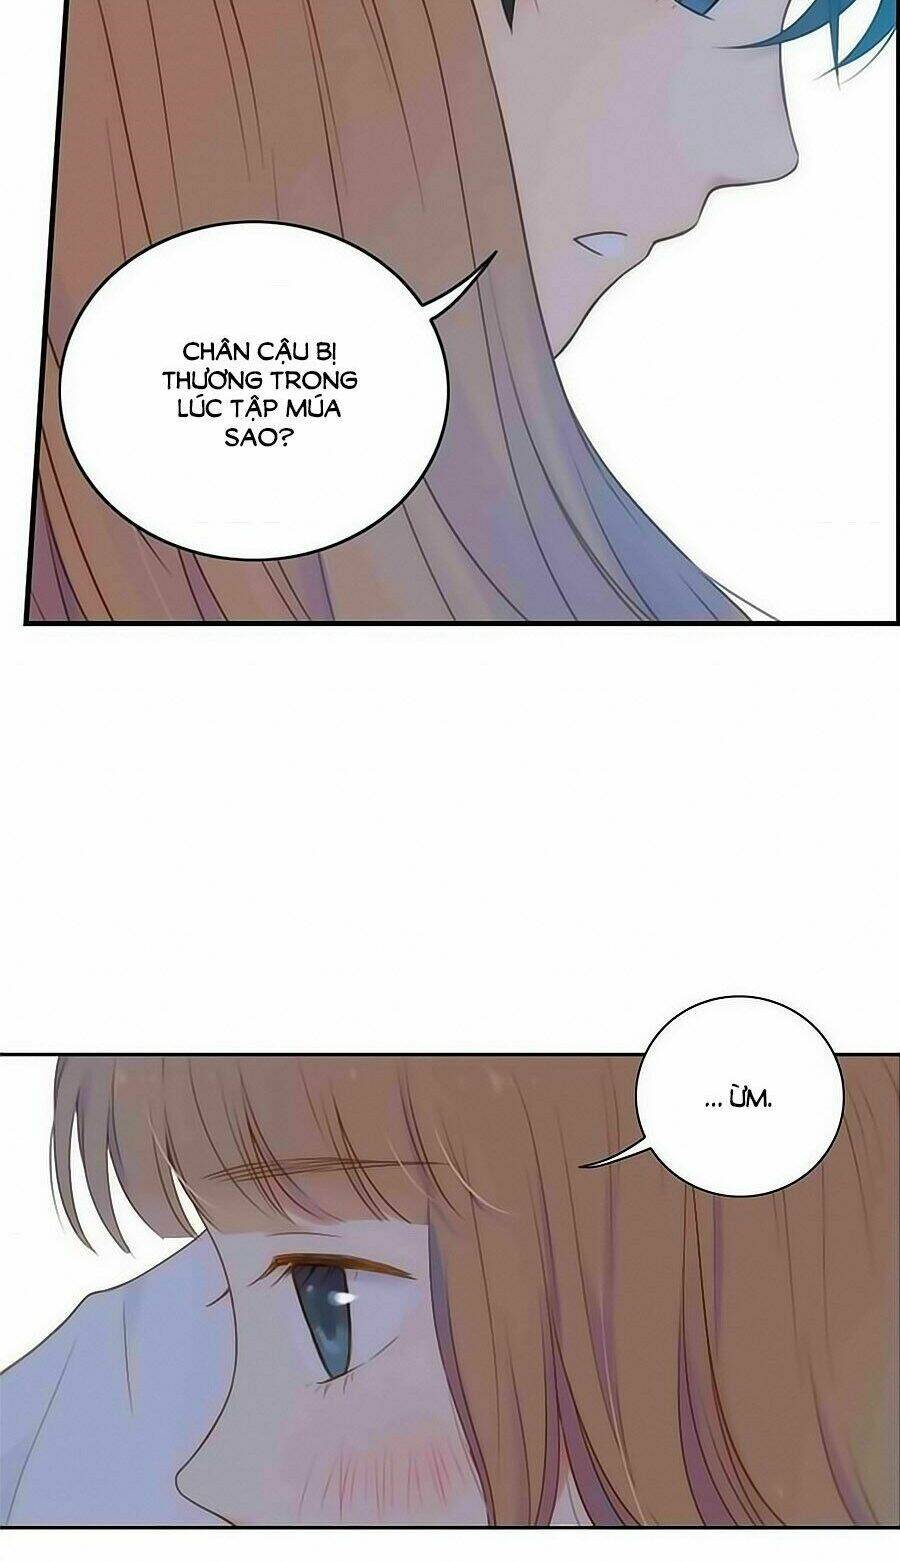 CHÂN CẬU BỊ
THƯƠNG TRONG
LÚC TẬP MÚA
SAO?
... ỪM.